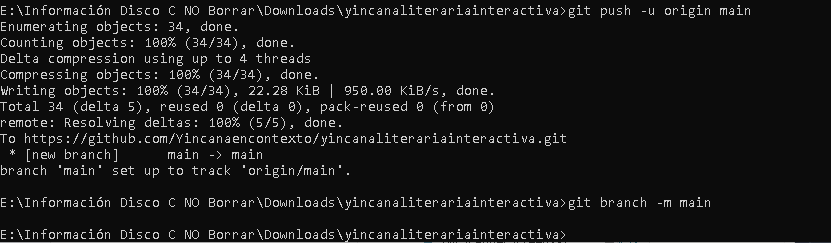 E:\Información Disco C NO Borrar\Downloads\yincanaliterariainteractiva>git push -u origin main
Enumerating objects: 34, done.
Counting objects: 100% (34/34), done.
Delta compression using up to 4 threads
Compressing objects: 100% (34/34), done.
Writing objects: 100% (34/34), 22.28 KiB | 950.00 KiB/s, done.
Total 34 (delta 5), reused 0 (delta 0), pack-reused 0 (from 0)
remote: Resolving deltas: 100% (5/5), done.
To https://github.com/Yincanaencontexto/yincanaliterariainteractiva.git
 * [new branch]      main -> main
branch 'main' set up to track 'origin/main'.
E:\Información Disco C NO Borrar\Downloads\yincanaliterariainteractiva>git branch -m main
E:\Información Disco C NO Borrar\Downloads\yincanaliterariainteractiva>